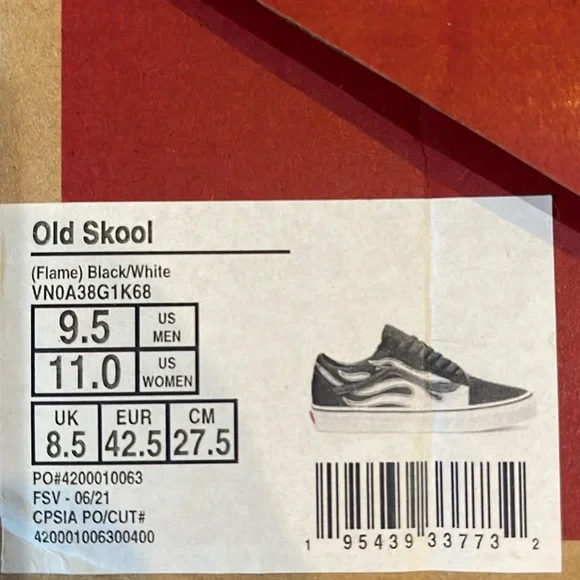 Old Skool
(Flame) Black/White
VN0A38G1K68
9.5 US MEN
11.0 US WOMEN
UK EUR CM
8.5 42.5 27.5
PO#4200010063
FSV - 06/21
CPSIA PO/CUT#
420001006300400
1 95439 33773 2